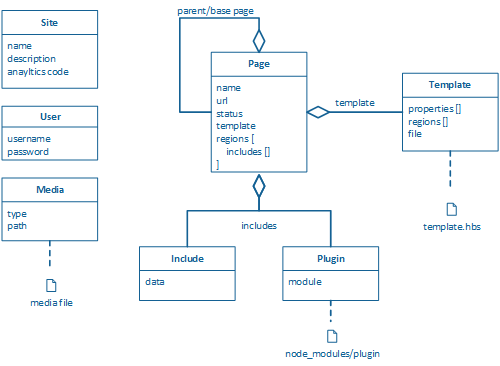 parent/base page
Site
name
description
anayltics code
Page
name
url
status
template
regions [
includes []
]
template
Template
properties []
regions []
file
User
username
password
Media
type
path
template.hbs
includes
Include
data
Plugin
module
media file
node_modules/plugin